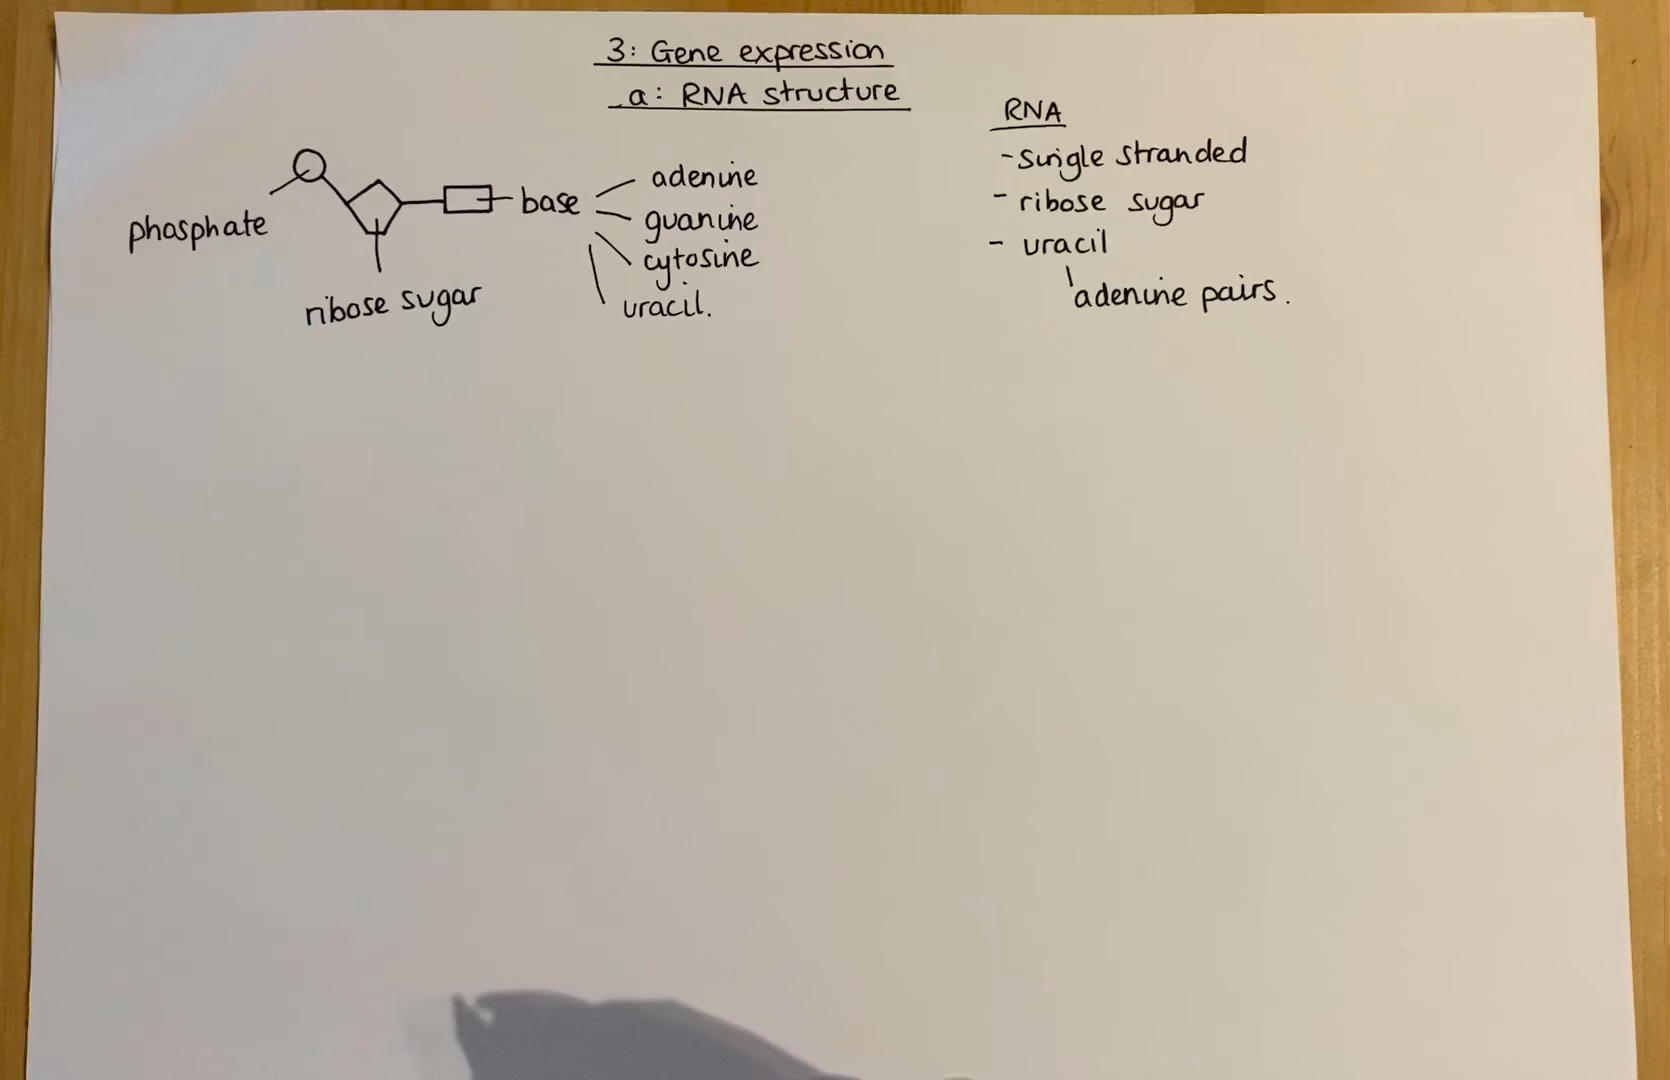 3: Gene expression
a: RNA structure
phosphate
ribose sugar
base
adenine
guanine
cytosine
uracil.
RNA
- single stranded
- ribose sugar
- uracil
adenine pairs.